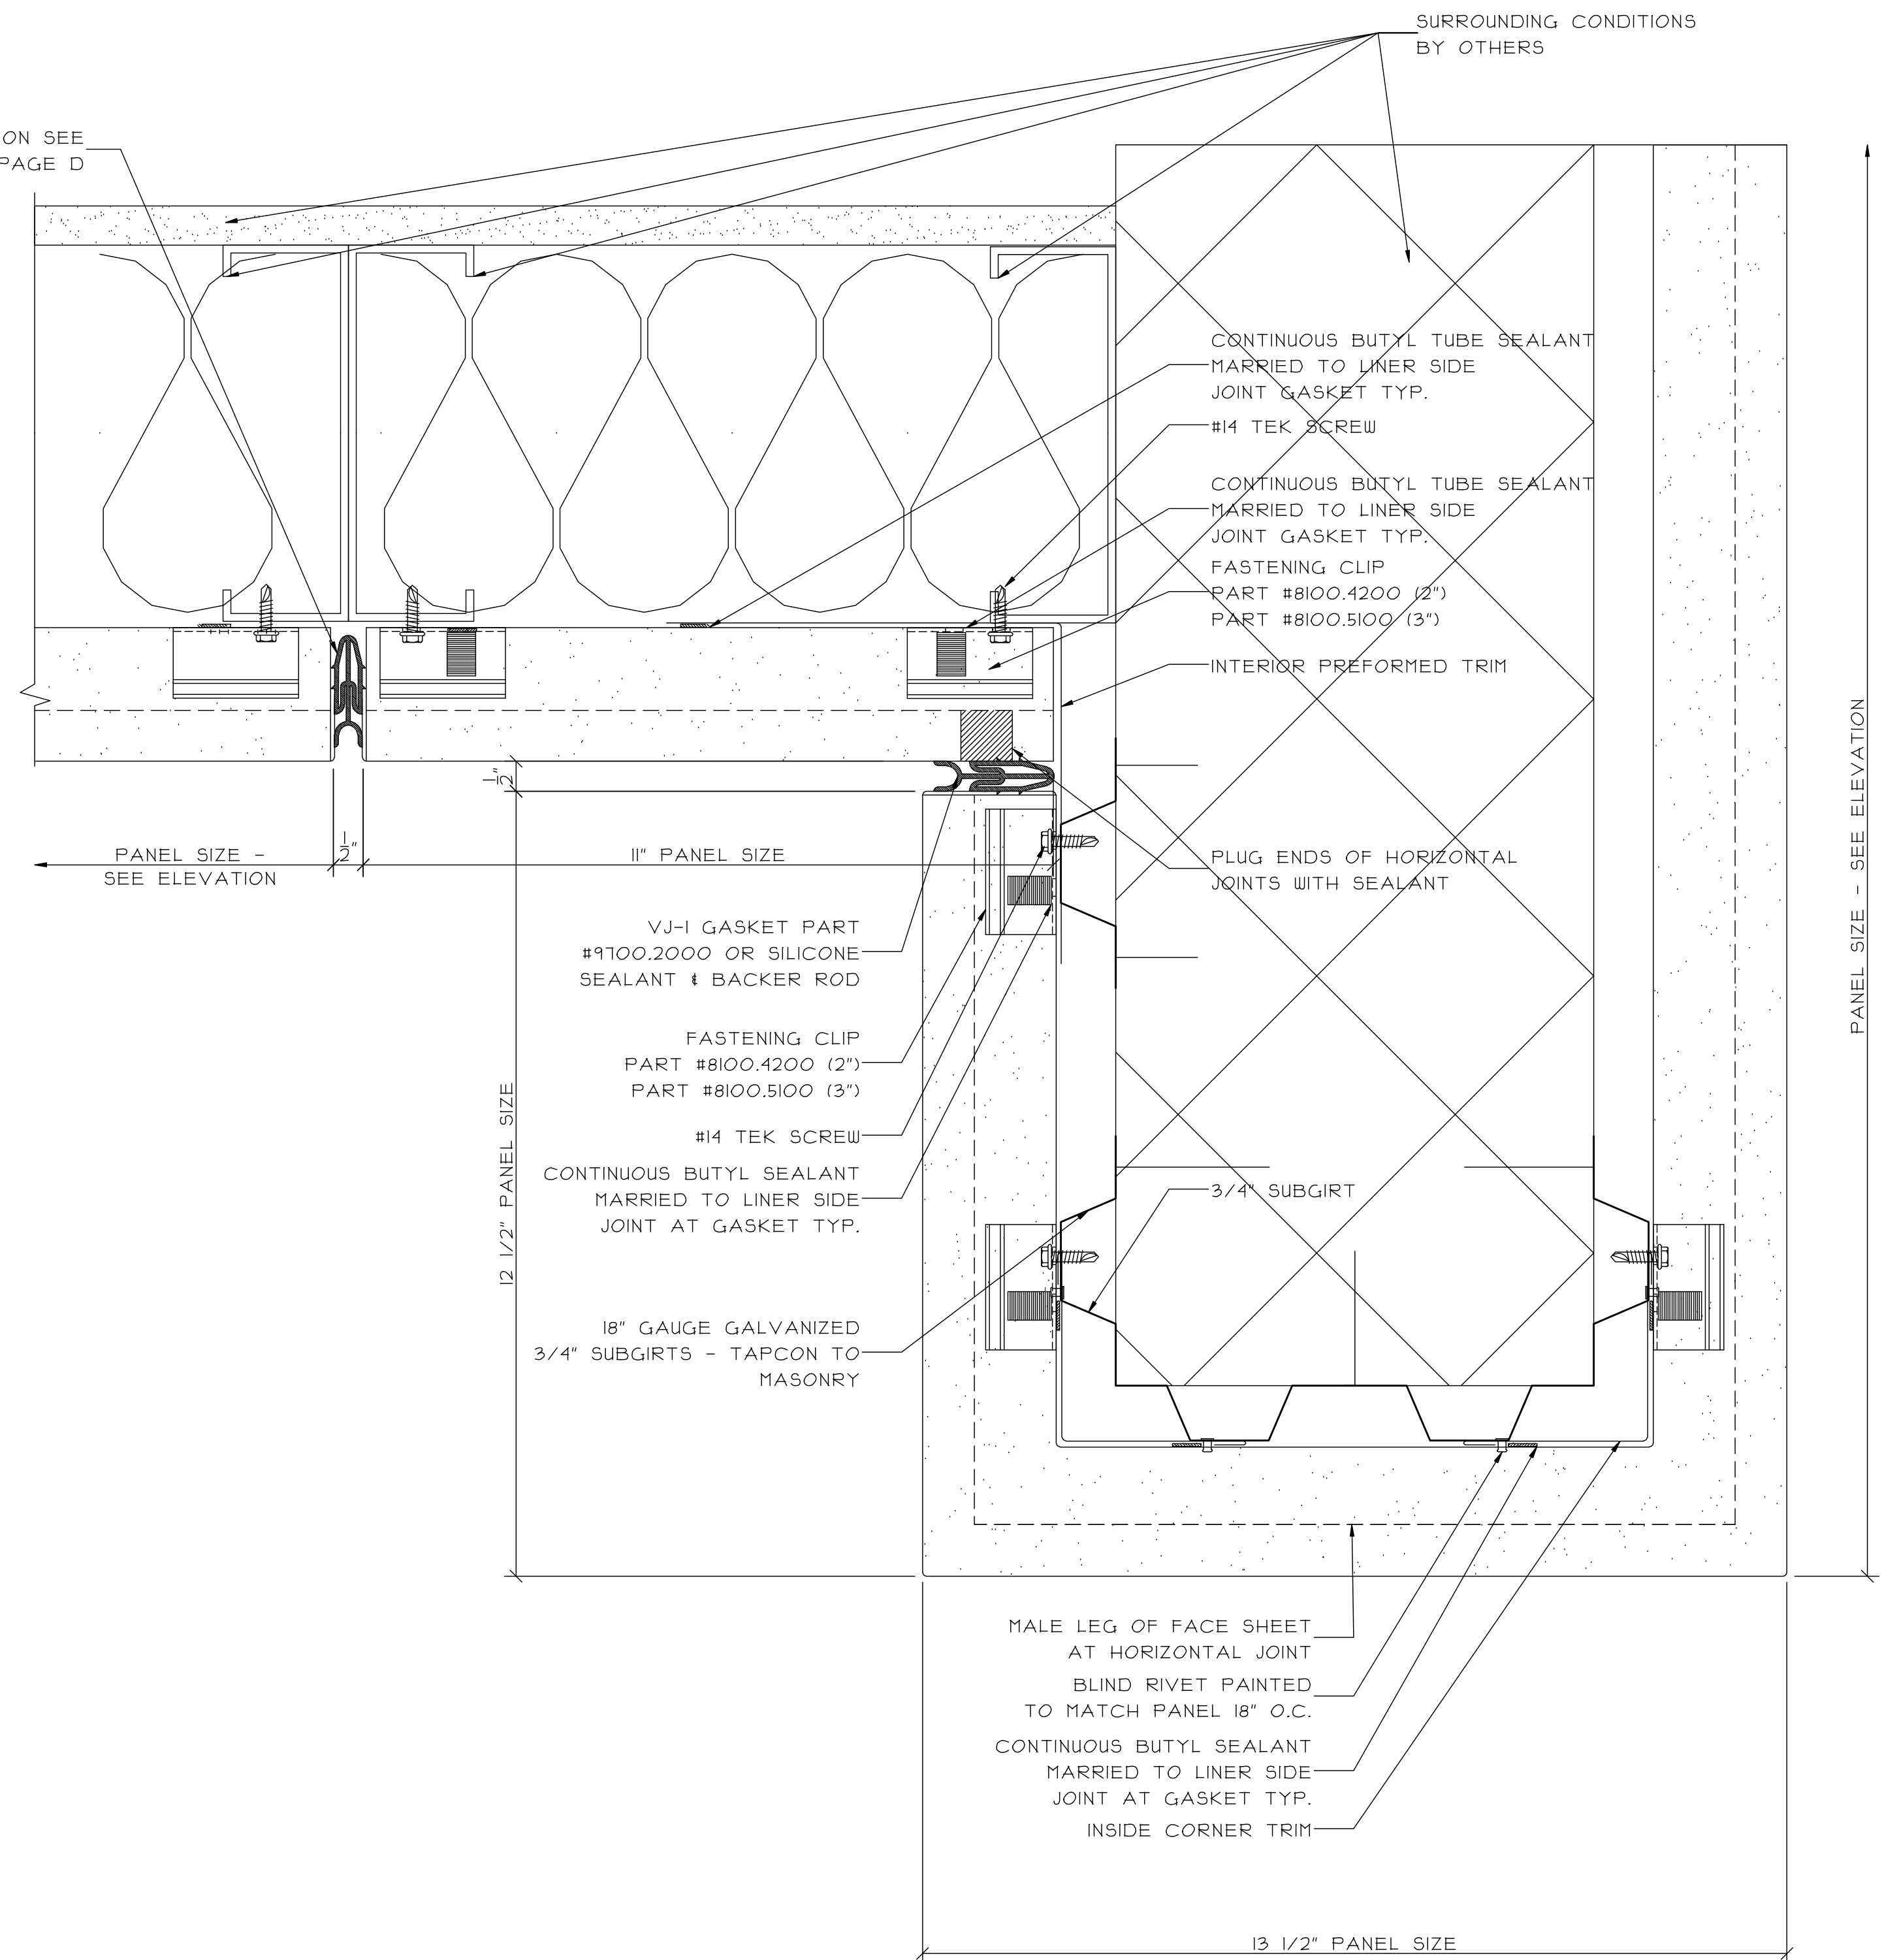 SURROUNDING CONDITIONS
BY OTHERS
ON SEE
PAGE D
CONTINUOUS BUTYL TUBE SEALANT
MARRIED TO LINER SIDE
JOINT GASKET TYP.
#14 TEK SCREW
CONTINUOUS BUTYL TUBE SEALANT
MARRIED TO LINER SIDE
JOINT GASKET TYP.
FASTENING CLIP
PART #8100.4200 (2")
PART #8100.5100 (3")
INTERIOR PREFORMED TRIM
PANEL SIZE - SEE ELEVATION
1/2"
PANEL SIZE -
SEE ELEVATION
1/2"
11" PANEL SIZE
PLUG ENDS OF HORIZONTAL
JOINTS WITH SEALANT
VJ-1 GASKET PART
#9700.2000 OR SILICONE
SEALANT & BACKER ROD
FASTENING CLIP
PART #8100.4200 (2")
PART #8100.5100 (3")
#14 TEK SCREW
CONTINUOUS BUTYL SEALANT
MARRIED TO LINER SIDE
JOINT AT GASKET TYP.
12 1/2" PANEL SIZE
3/4" SUBGIRT
18" GAUGE GALVANIZED
3/4" SUBGIRTS - TAPCON TO
MASONRY
MALE LEG OF FACE SHEET
AT HORIZONTAL JOINT
BLIND RIVET PAINTED
TO MATCH PANEL 18" O.C.
CONTINUOUS BUTYL SEALANT
MARRIED TO LINER SIDE
JOINT AT GASKET TYP.
INSIDE CORNER TRIM
13 1/2" PANEL SIZE